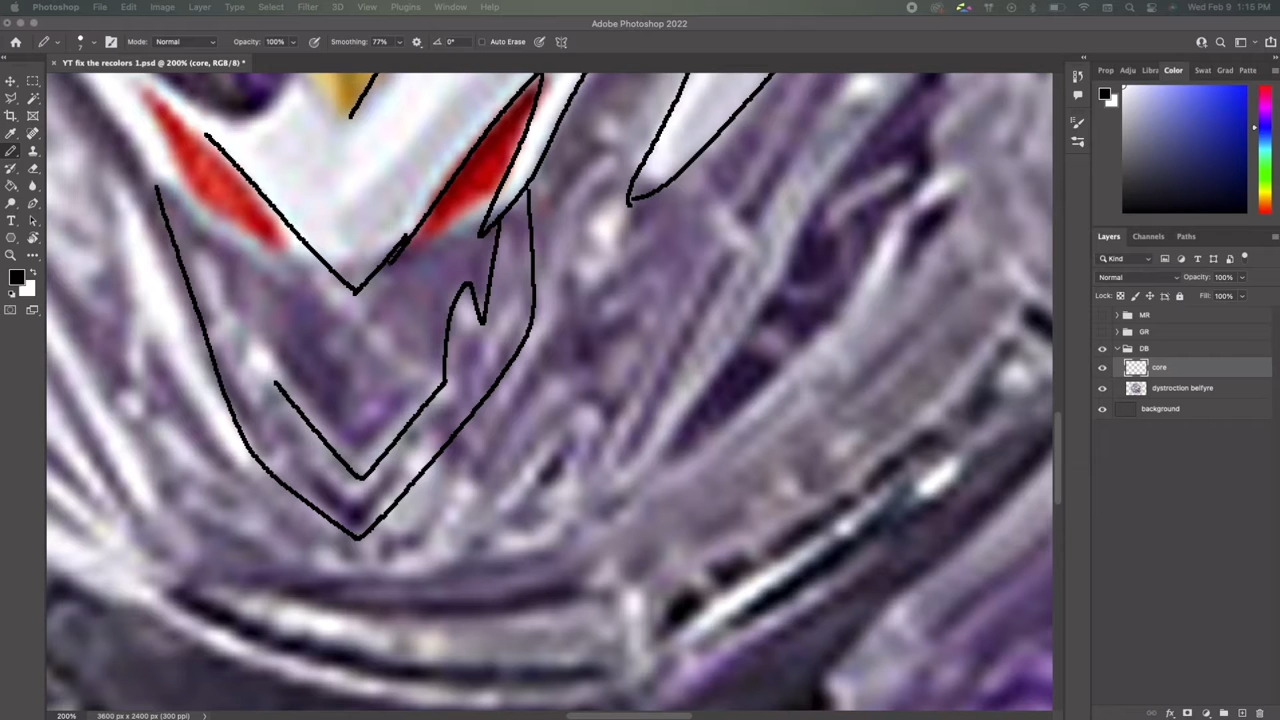 Photoshop File Edit Image Layer Type Select Filter 3D View Plugins Window Help Wed Feb 9 1:15 PM
Adobe Photoshop 2022
7 Mode: Normal Opacity: 100% Smoothing: 77% 0° Auto Erase
YT fix the recolors 1.psd @ 200% (core, RGB/8) *
Prop Adju Libra Color Swat Grad Patte
Layers Channels Paths
Kind
Normal Opacity: 100%
Lock: Fill: 100%
MR
GR
DB
core
dystroction belfyre
background
200% 3600 px x 2400 px (300 ppi)